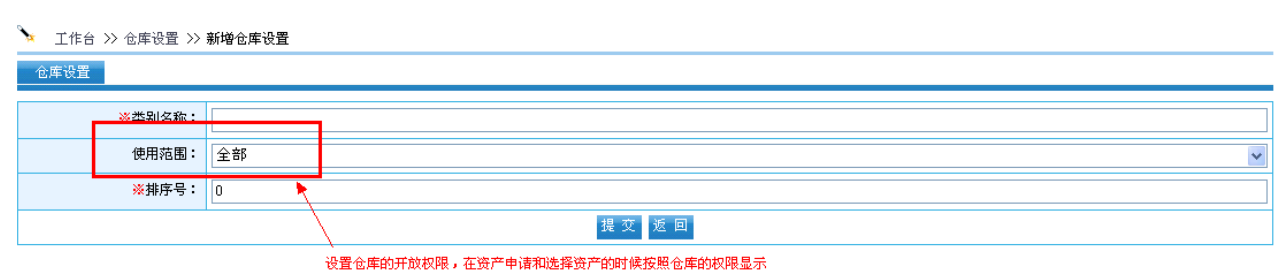 工作台 >> 仓库设置 >> 新增仓库设置
仓库设置
※类别名称：
使用范围： 全部
※排序号： 0
提 交 返 回
设置仓库的开放权限，在资产申请和选择资产的时候按照仓库的权限显示